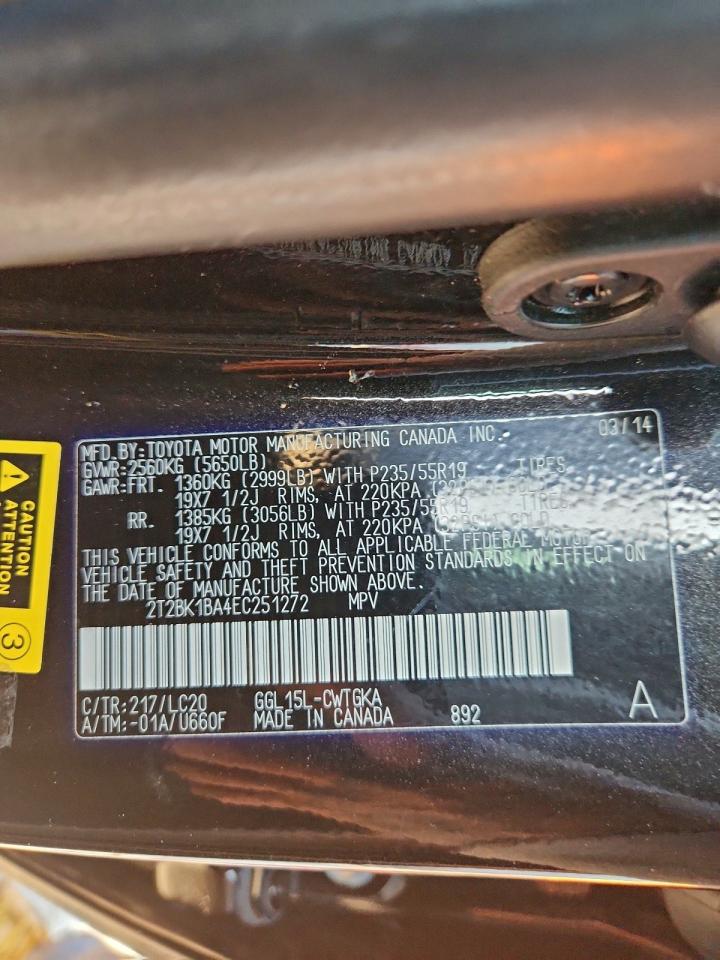 MFD.BY:TOYOTA MOTOR MANUFACTURING CANADA INC. 03/14
GVWR:2560KG (5650LB)
GAWR:FRT. 1360KG (2999LB) WITH P235/55R19 TIRES
19X7 1/2J RIMS, AT 220KPA
RR. 1385KG (3056LB) WITH P235/55R19
19X7 1/2J RIMS, AT 220KPA
THIS VEHICLE CONFORMS TO ALL APPLICABLE FEDERAL MOTOR
VEHICLE SAFETY AND THEFT PREVENTION STANDARDS IN EFFECT ON
THE DATE OF MANUFACTURE SHOWN ABOVE.
2T2BK1BA4EC251272 MPV
C/TR:217/LC20 GGL15L-CWTGKA
A/TM:-01A/U660F MADE IN CANADA 892 A
CAUTION
ATTENTION
3